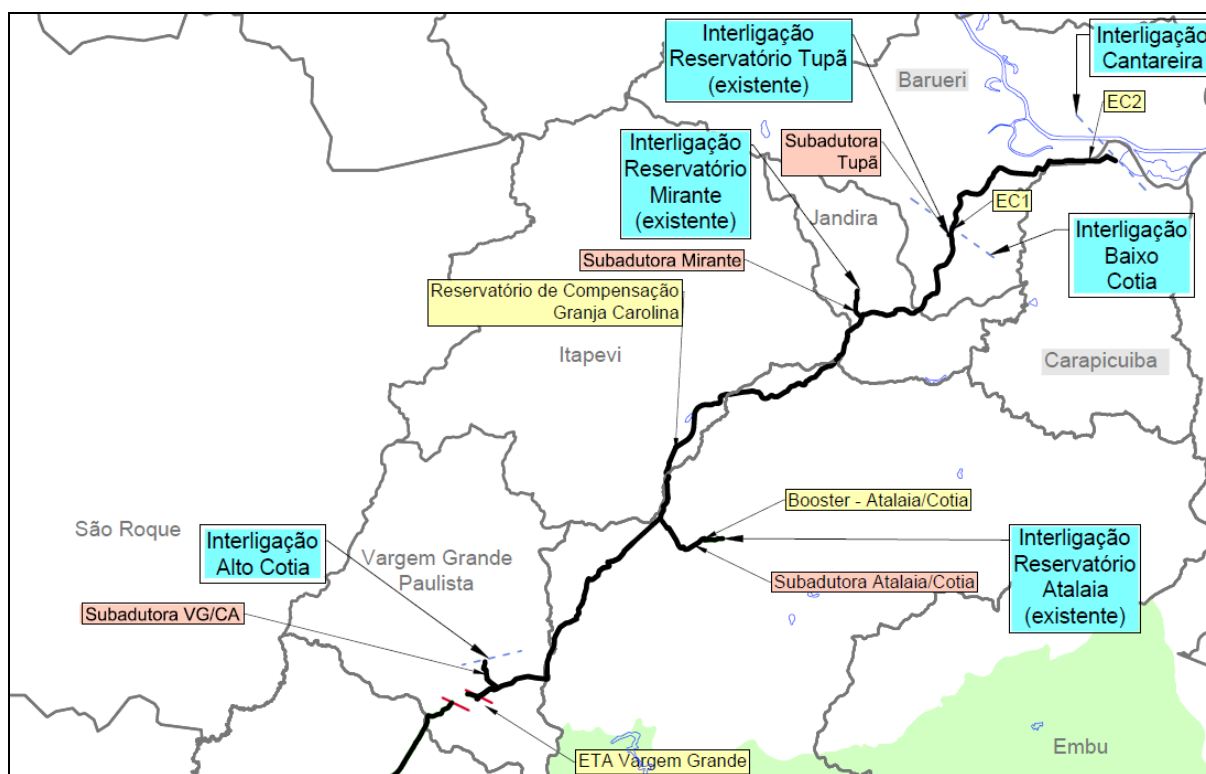 Interligação
Reservatório Tupã
(existente)
Interligação
Cantareira
Barueri
EC2
Interligação
Reservatório
Mirante
(existente)
Subadutora
Tupã
EC1
Jandira
Interligação
Baixo
Cotia
Subadutora Mirante
Reservatório de Compensação
Granja Carolina
Itapevi
Carapicuiba
Booster - Atalaia/Cotia
São Roque
Interligação
Alto Cotia
Vargem Grande
Paulista
Interligação
Reservatório
Atalaia
(existente)
Subadutora Atalaia/Cotia
Subadutora VG/CA
ETA Vargem Grande
Embu